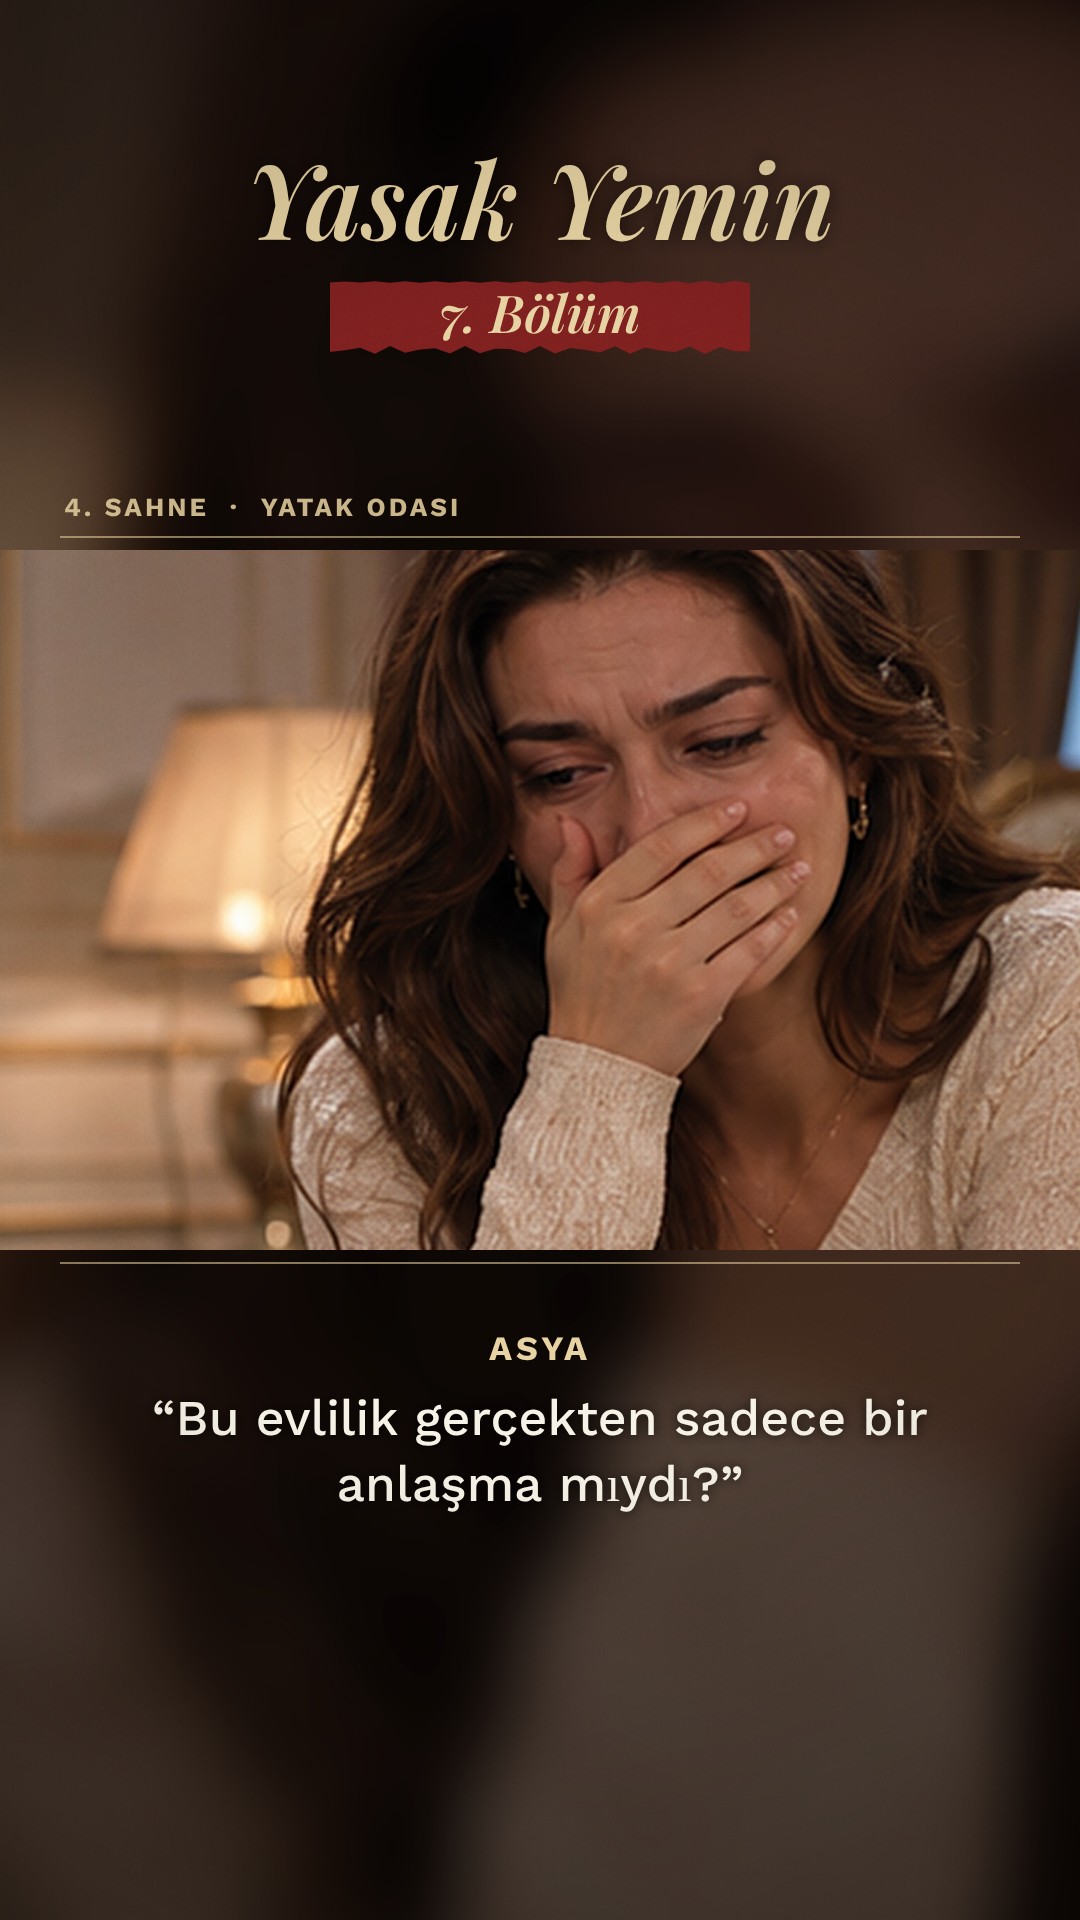 Yasak Yemin
7. Bölüm
4. SAHNE · YATAK ODASI
ASYA
“Bu evlilik gerçekten sadece bir
anlaşma mıydı?”